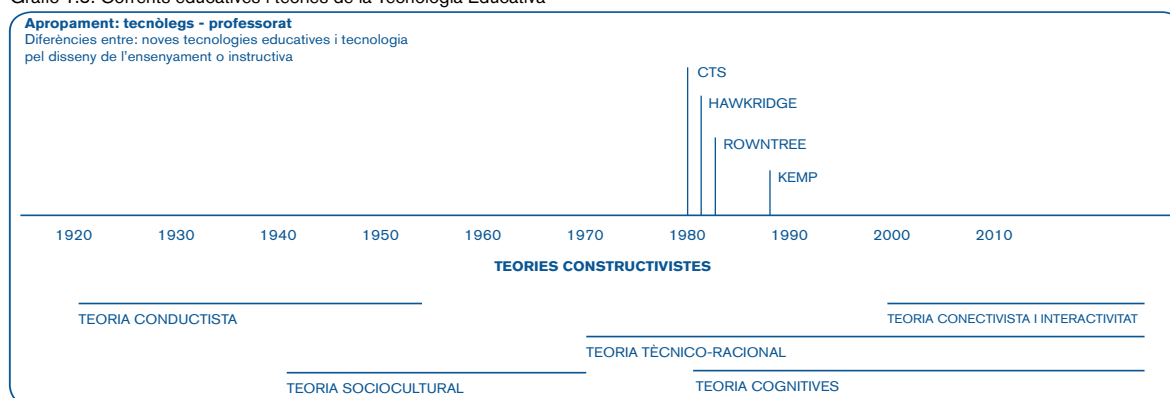 Apropament: tecnòlegs - professorat
Diferències entre: noves tecnologies educatives i tecnologia
pel disseny de l'ensenyament o instructiva
CTS
HAWKRIDGE
ROWNTREE
KEMP
1920 1930 1940 1950 1960 1970 1980 1990 2000 2010
TEORIES CONSTRUCTIVISTES
TEORIA CONDUCTISTA
TEORIA CONECTIVISTA I INTERACTIVITAT
TEORIA TÈCNICO-RACIONAL
TEORIA SOCIOCULTURAL
TEORIA COGNITIVES